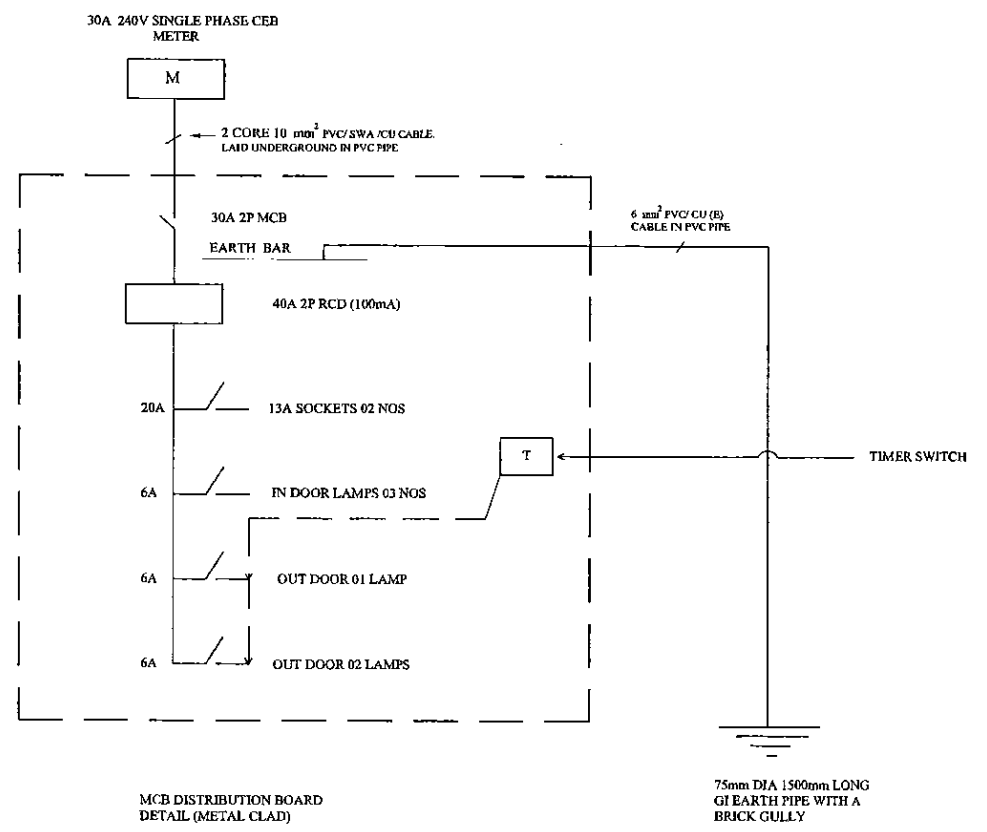 30A 240V SINGLE PHASE CEB
METER
M
2 CORE 10 mm² PVC/ SWA /CU CABLE.
LAID UNDERGROUND IN PVC PIPE
30A 2P MCB
6 mm² PVC/ CU (E)
CABLE IN PVC PIPE
EARTH BAR
40A 2P RCD (100mA)
20A
13A SOCKETS 02 NOS
T
TIMER SWITCH
6A
IN DOOR LAMPS 03 NOS
6A
OUT DOOR 01 LAMP
6A
OUT DOOR 02 LAMPS
MCB DISTRIBUTION BOARD
DETAIL (METAL CLAD)
75mm DIA 1500mm LONG
GI EARTH PIPE WITH A
BRICK GULLY